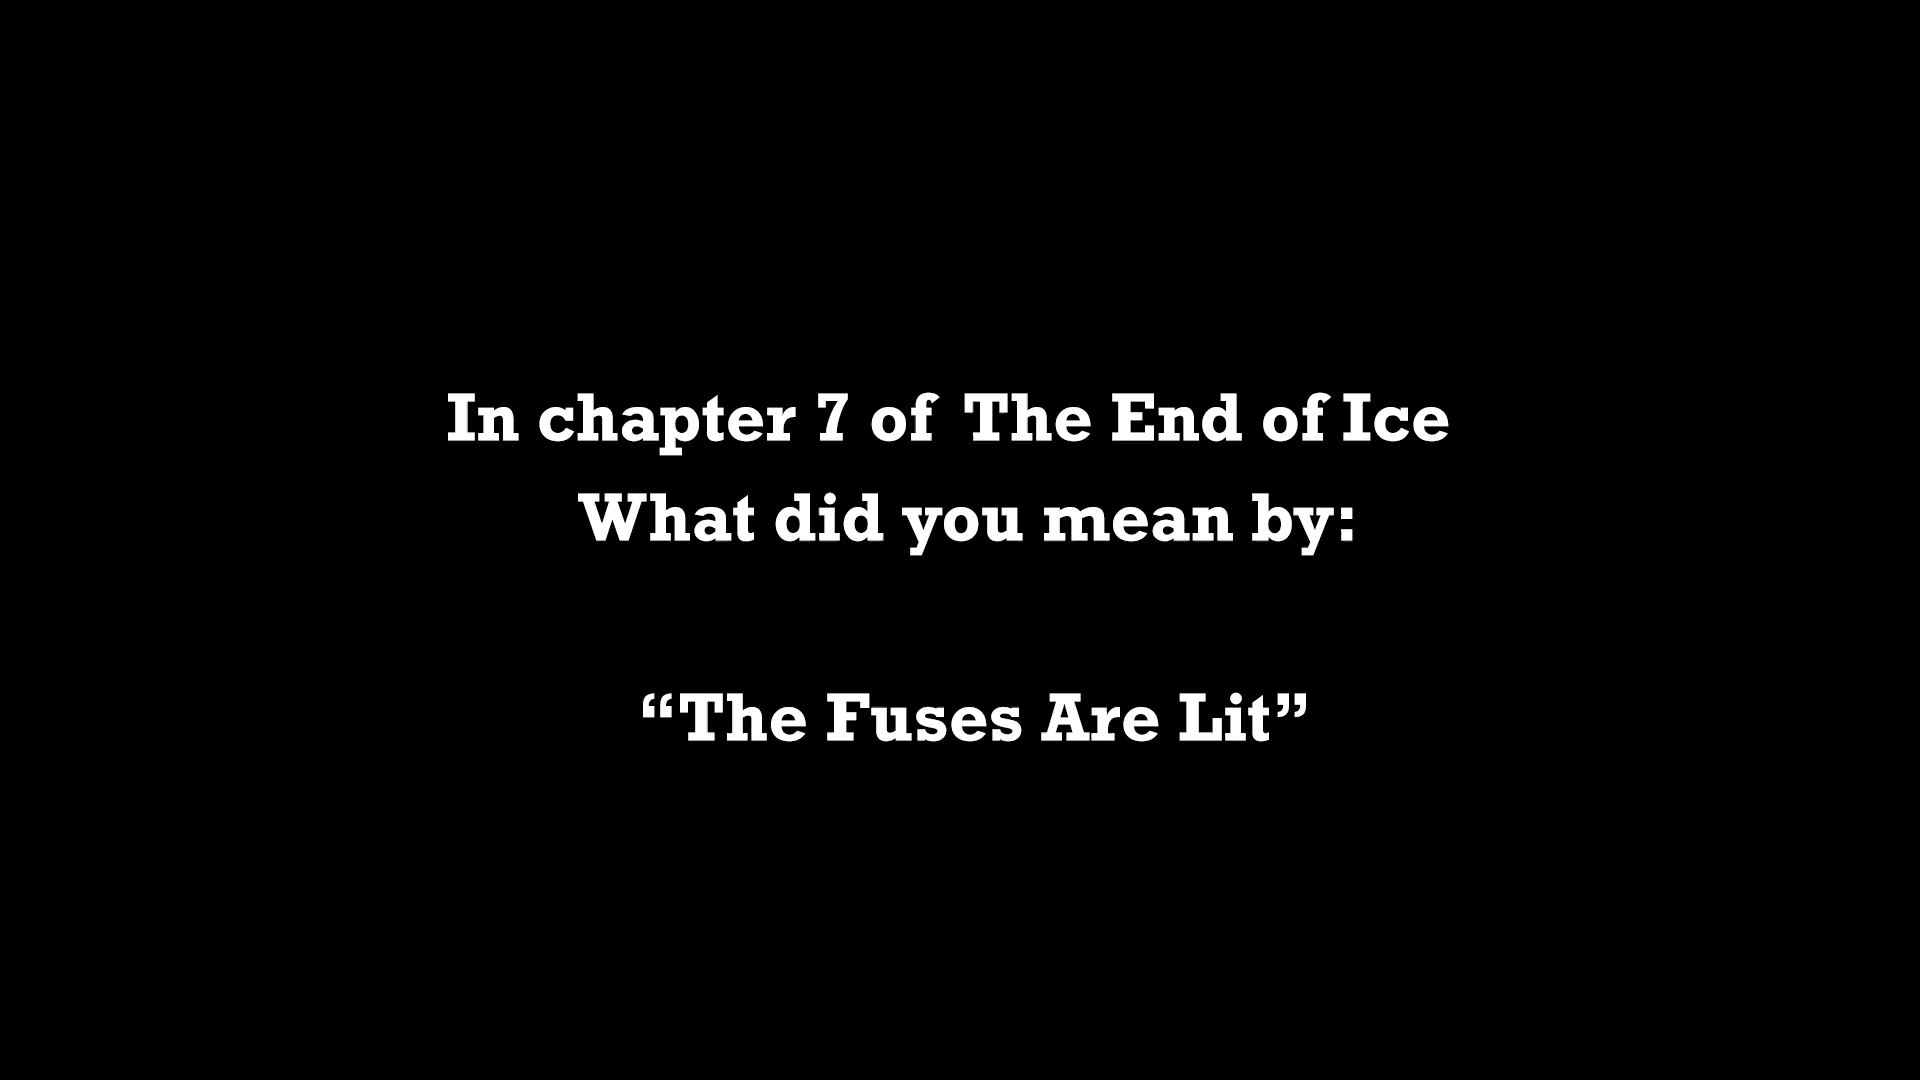 In chapter 7 of The End of Ice
What did you mean by:
“The Fuses Are Lit”